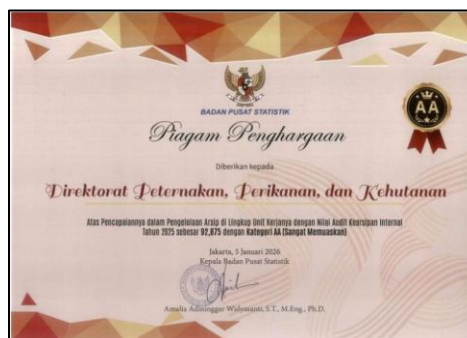 BADAN PUSAT STATISTIK
AA
Piagam Penghargaan
Diberikan kepada
Direktorat Peternakan, Perikanan, dan Kehutanan
Atas Pencapaiannya dalam Pengelolaan Arsip di Lingkup Unit Kerjanya dengan Nilai Audit Kearsipan Internal
Tahun 2025 sebesar 92,875 dengan Kategori AA (Sangat Memuaskan)
Jakarta, 5 Januari 2026
Kepala Badan Pusat Statistik
Amalia Adininggar Widyasanti, S.T., M.Eng., Ph.D.